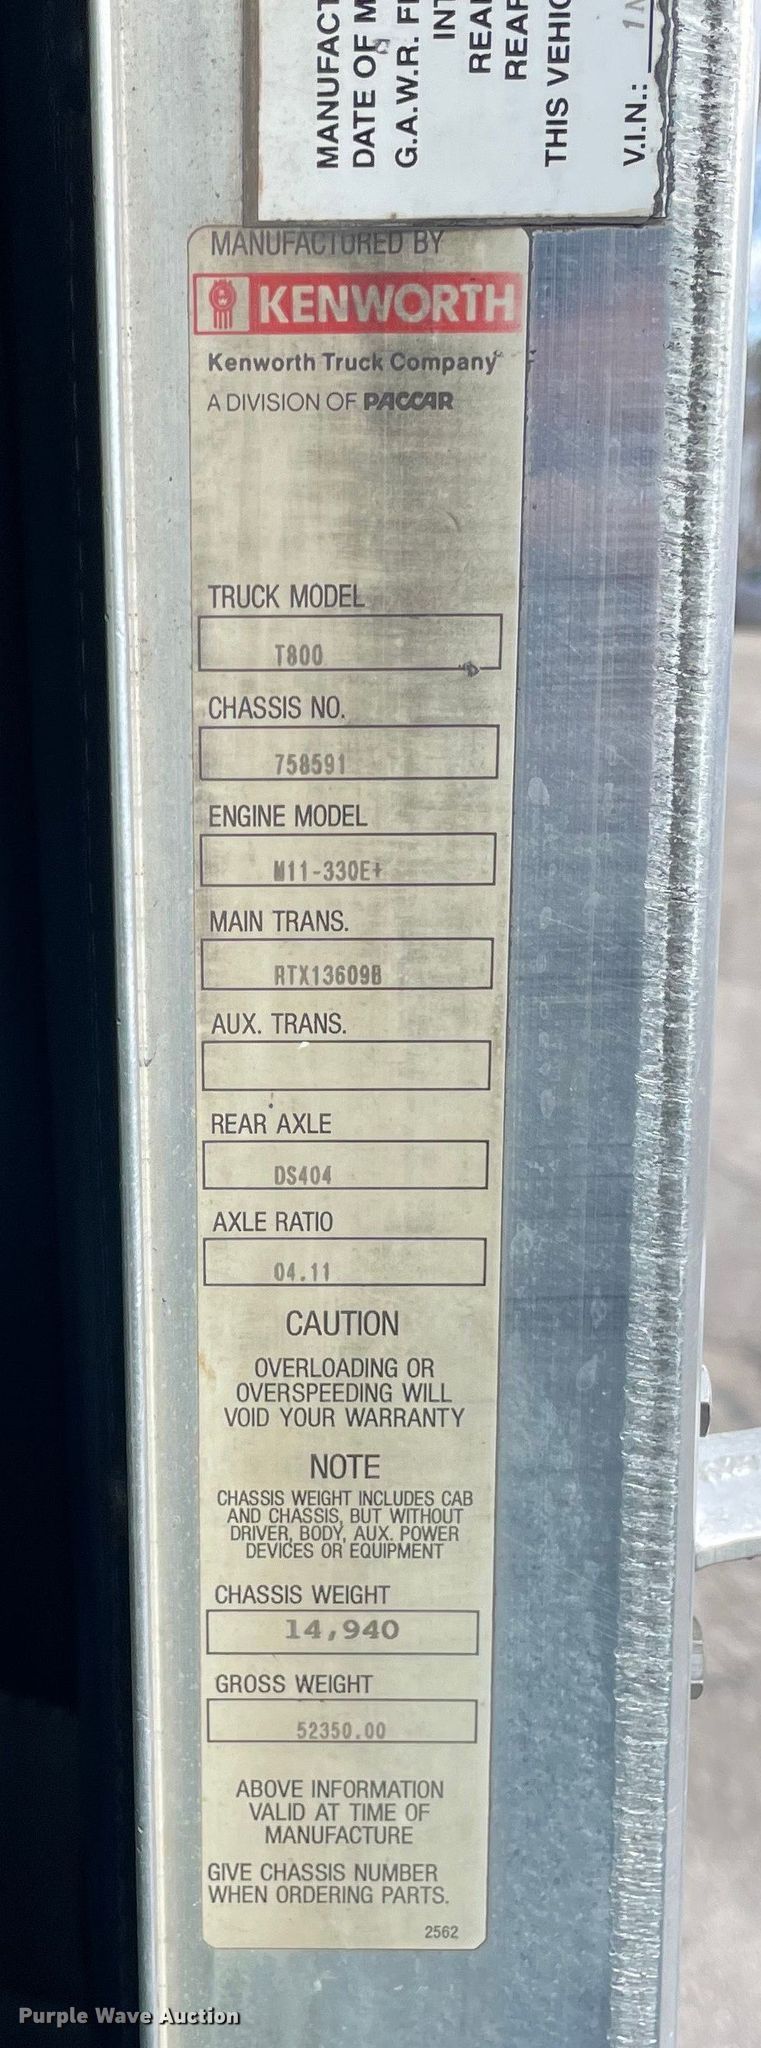 MANUFACT
DATE OF M
G.A.W.R. F
INT
REA
REAR
THIS VEHIC
V.I.N.: 1
MANUFACTURED BY
KENWORTH
Kenworth Truck Company
A DIVISION OF PACCAR
TRUCK MODEL
T800
CHASSIS NO.
758591
ENGINE MODEL
M11-330E+
MAIN TRANS.
RTX13609B
AUX. TRANS.
REAR AXLE
DS404
AXLE RATIO
04.11
CAUTION
OVERLOADING OR
OVERSPEEDING WILL
VOID YOUR WARRANTY
NOTE
CHASSIS WEIGHT INCLUDES CAB
AND CHASSIS, BUT WITHOUT
DRIVER, BODY, AUX. POWER
DEVICES OR EQUIPMENT
CHASSIS WEIGHT
14,940
GROSS WEIGHT
52350.00
ABOVE INFORMATION
VALID AT TIME OF
MANUFACTURE
GIVE CHASSIS NUMBER
WHEN ORDERING PARTS.
2562
Purple Wave Auction